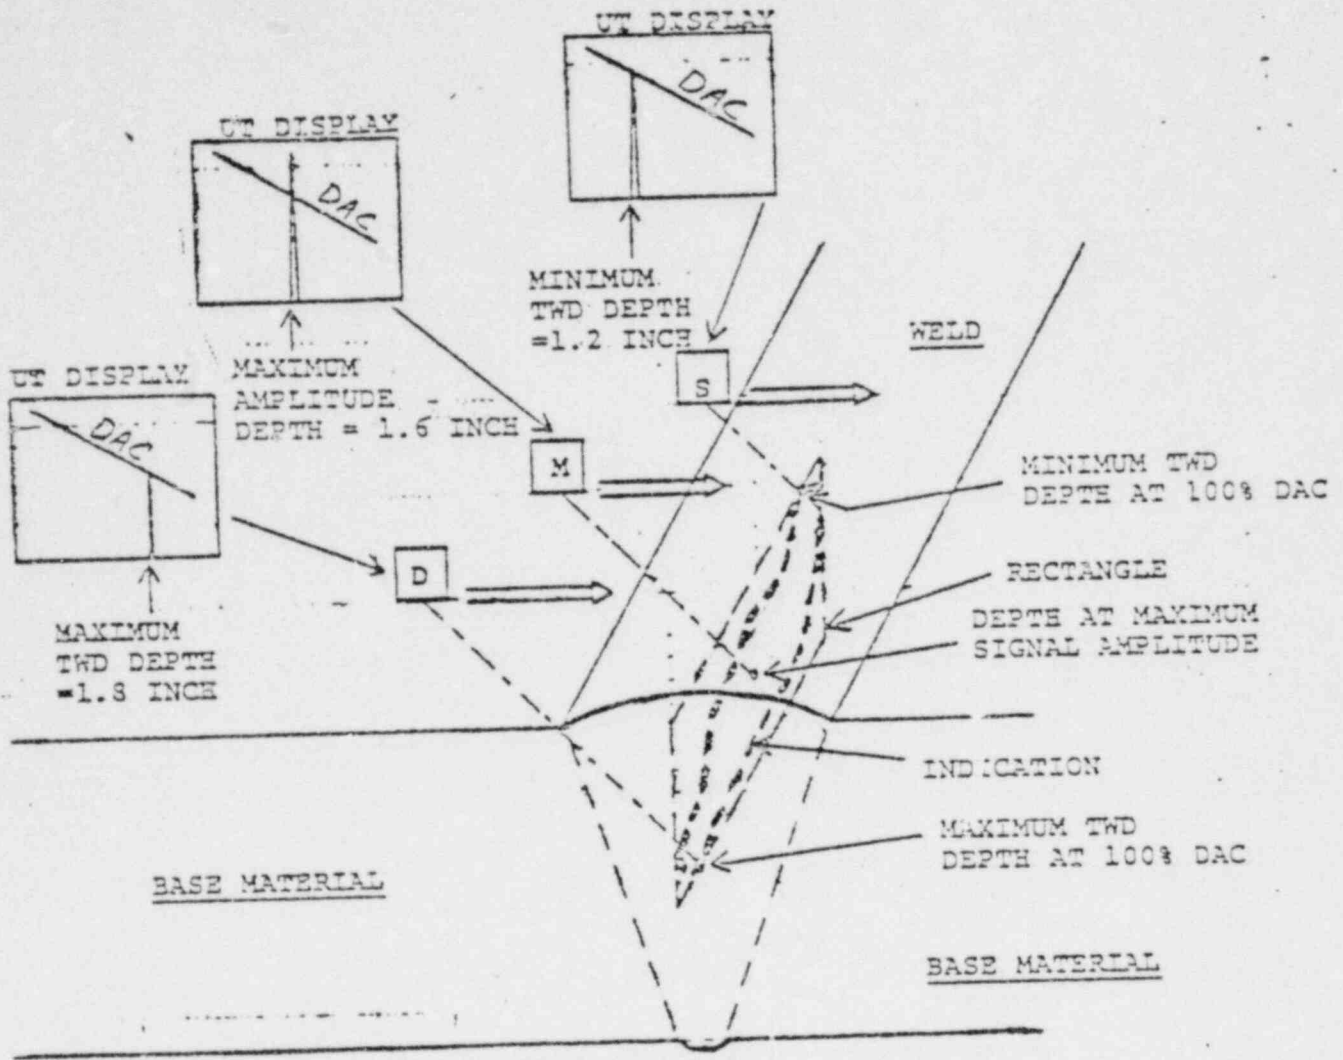 UT DISPLAY
DAC
MINIMUM
TWD DEPTH
=1.2 INCH
UT DISPLAY
DAC
MAXIMUM
AMPLITUDE
DEPTH = 1.6 INCH
UT DISPLAY
DAC
MAXIMUM
TWD DEPTH
=1.8 INCH
S
M
D
WELD
MINIMUM TWD
DEPTH AT 100% DAC
RECTANGLE
DEPTH AT MAXIMUM
SIGNAL AMPLITUDE
INDICATION
MAXIMUM TWD
DEPTH AT 100% DAC
BASE MATERIAL
BASE MATERIAL